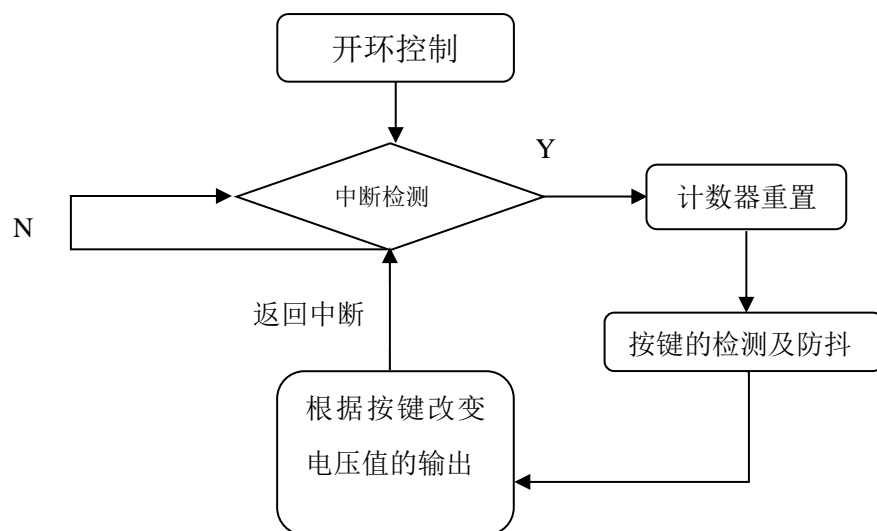 开环控制
Y
中断检测
计数器重置
N
返回中断
按键的检测及防抖
根据按键改变
电压值的输出